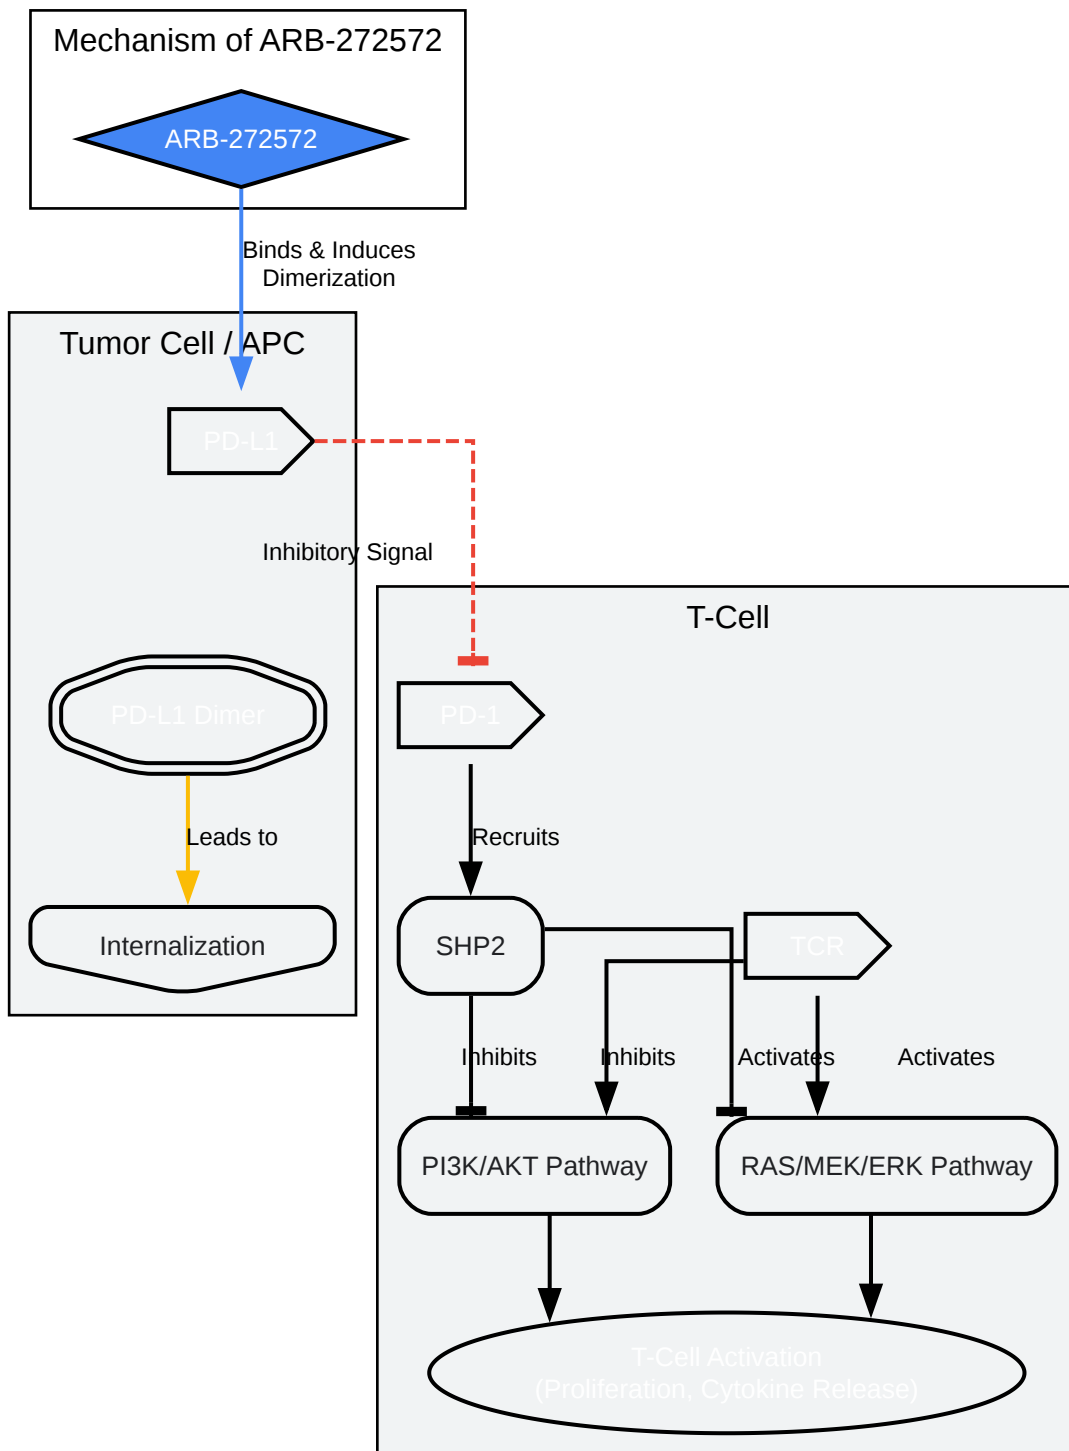 Mechanism of ARB-272572
ARB-272572
Binds & Induces
Dimerization
Tumor Cell / APC
PD-L1
Inhibitory Signal
T-Cell
PD-L1 Dimer
PD-1
Leads to
Recruits
Internalization
SHP2
TCR
Inhibits
Inhibits
Activates
Activates
PI3K/AKT Pathway
RAS/MEK/ERK Pathway
T-Cell Activation
(Proliferation, Cytokine Release)